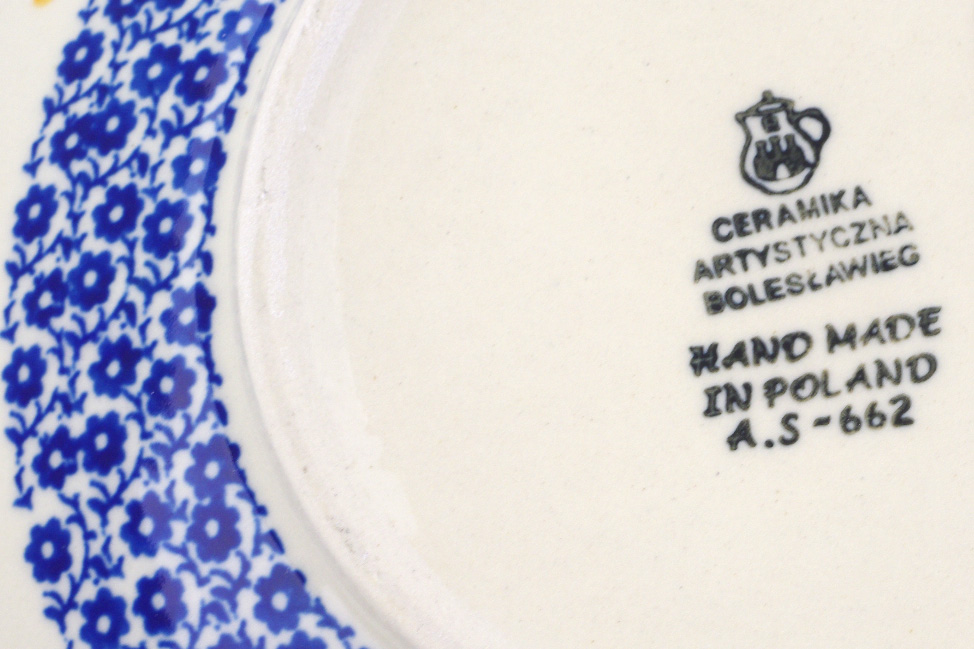 CERAMIKA
ARTYSTYCZNA
BOLESŁAWIEC
HAND MADE
IN POLAND
A.S-662